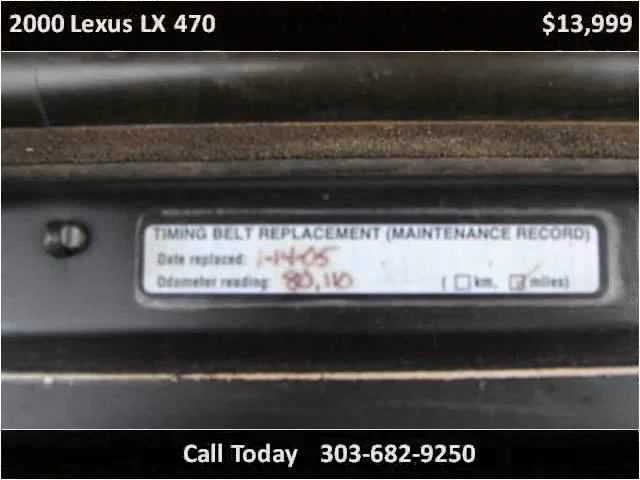 2000 Lexus LX 470 $13,999
TIMING BELT REPLACEMENT (MAINTENANCE RECORD)
Date replaced: 1-14-05
Odometer reading: 80,110 ( km, miles)
Call Today 303-682-9250